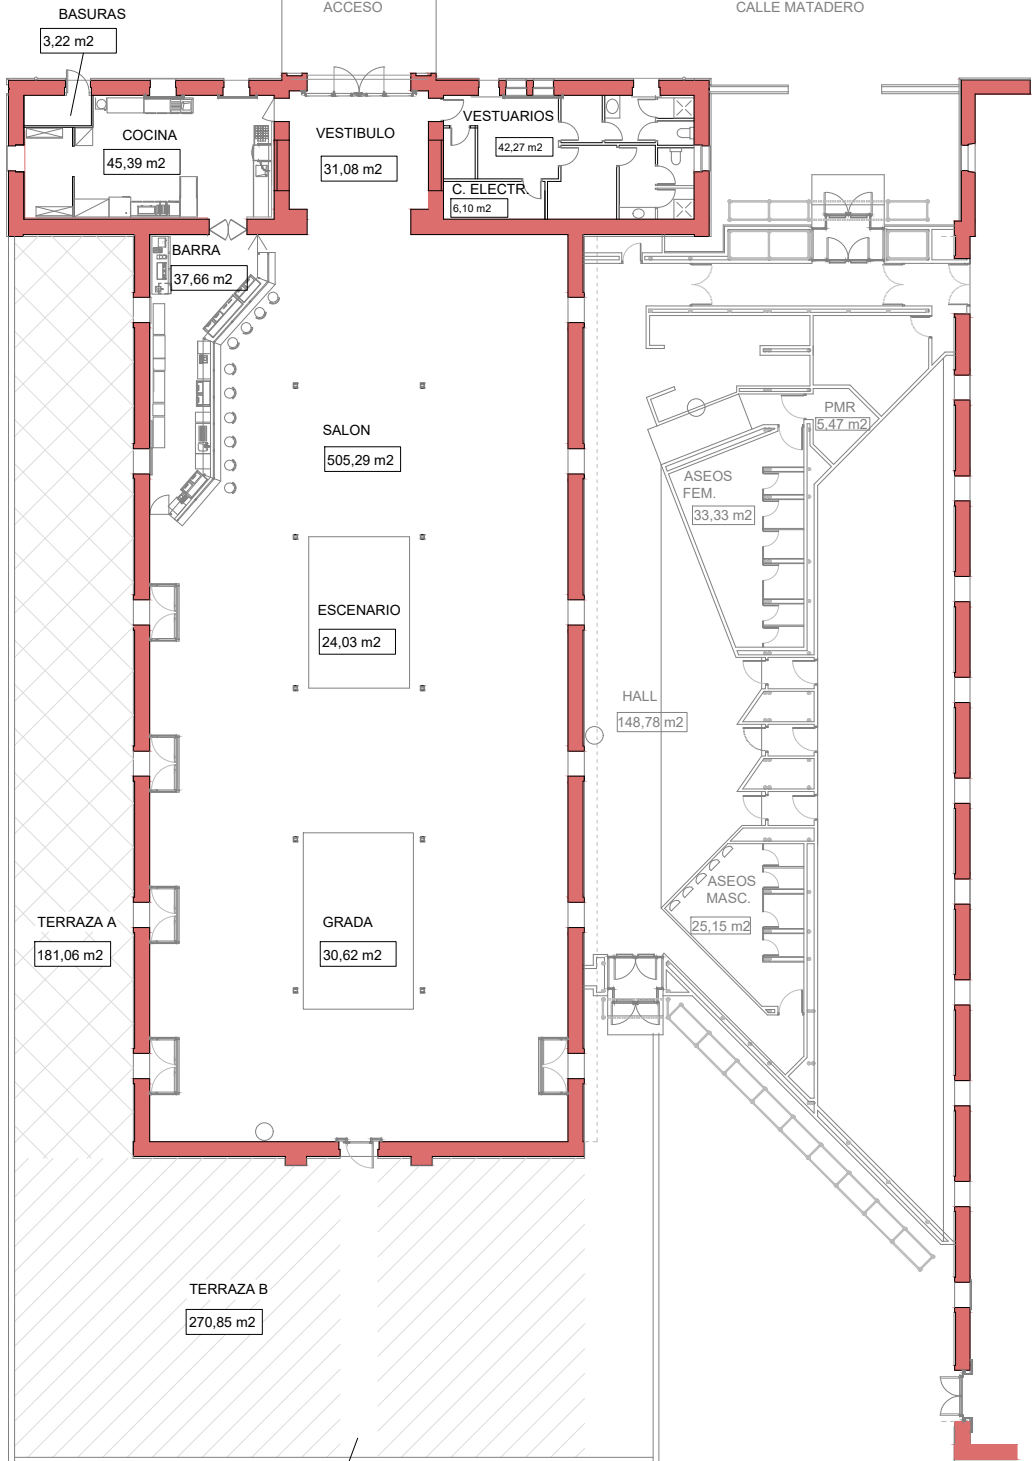 ACCESO
CALLE MATADERO
BASURAS
3,22 m2
COCINA
45,39 m2
VESTIBULO
31,08 m2
VESTUARIOS
42,27 m2
C. ELECTR.
6,10 m2
BARRA
37,66 m2
SALON
505,29 m2
PMR
5,47 m2
ASEOS
FEM.
33,33 m2
ESCENARIO
24,03 m2
HALL
148,78 m2
ASEOS
MASC.
25,15 m2
TERRAZA A
181,06 m2
GRADA
30,62 m2
TERRAZA B
270,85 m2